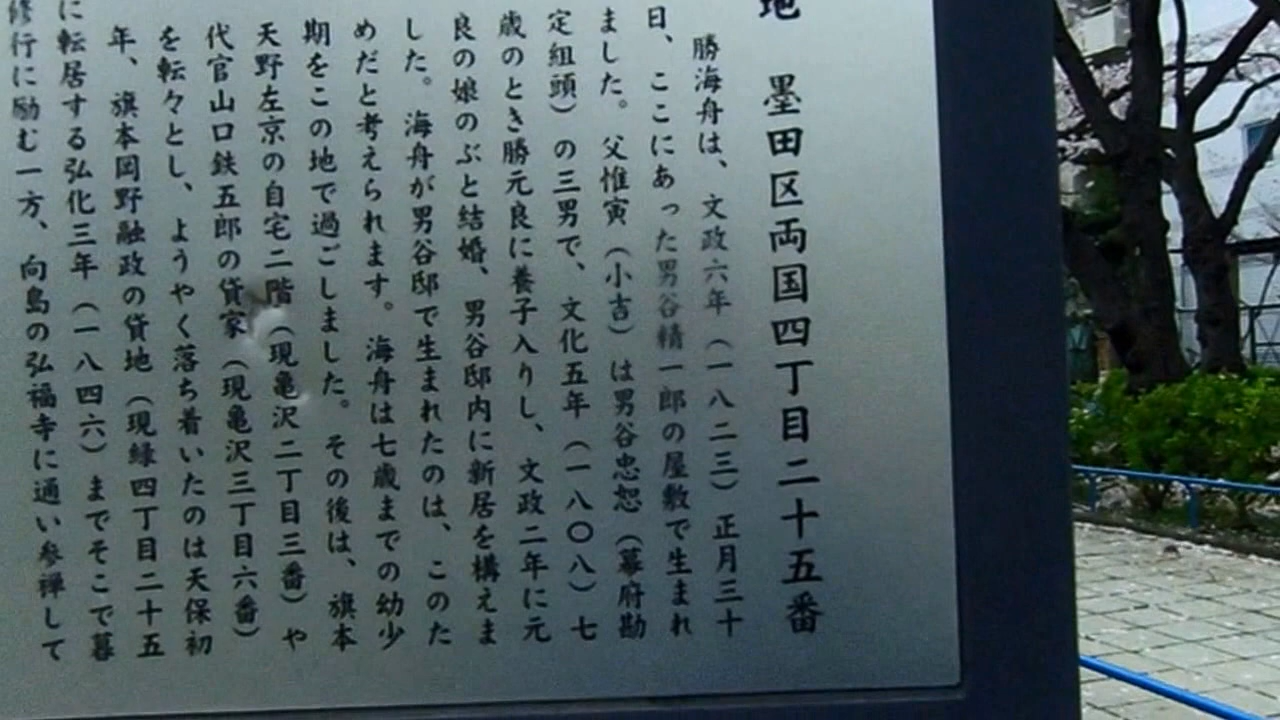 地　墨田区両国四丁目二十五番
勝海舟は、文政六年（一八二三）正月三十
日、ここにあった男谷精一郎の屋敷で生まれ
ました。父惟寅（小吉）は男谷忠恕（幕府勘
定組頭）の三男で、文化五年（一八〇八）七
歳のとき勝元良に養子入りし、文政二年に元
良の娘のぶと結婚、男谷邸内に新居を構えま
した。海舟が男谷邸で生まれたのは、このた
めだと考えられます。海舟は七歳までの幼少
期をこの地で過ごしました。その後は、旗本
天野左京の自宅二階（現亀沢二丁目三番）や
代官山口鉄五郎の貸家（現亀沢三丁目六番）
を転々とし、ようやく落ち着いたのは天保初
年、旗本岡野融政の貸地（現緑四丁目二十五
に転居する弘化三年（一八四六）までそこで暮
修行に励む一方、向島の弘福寺に通い参禅して